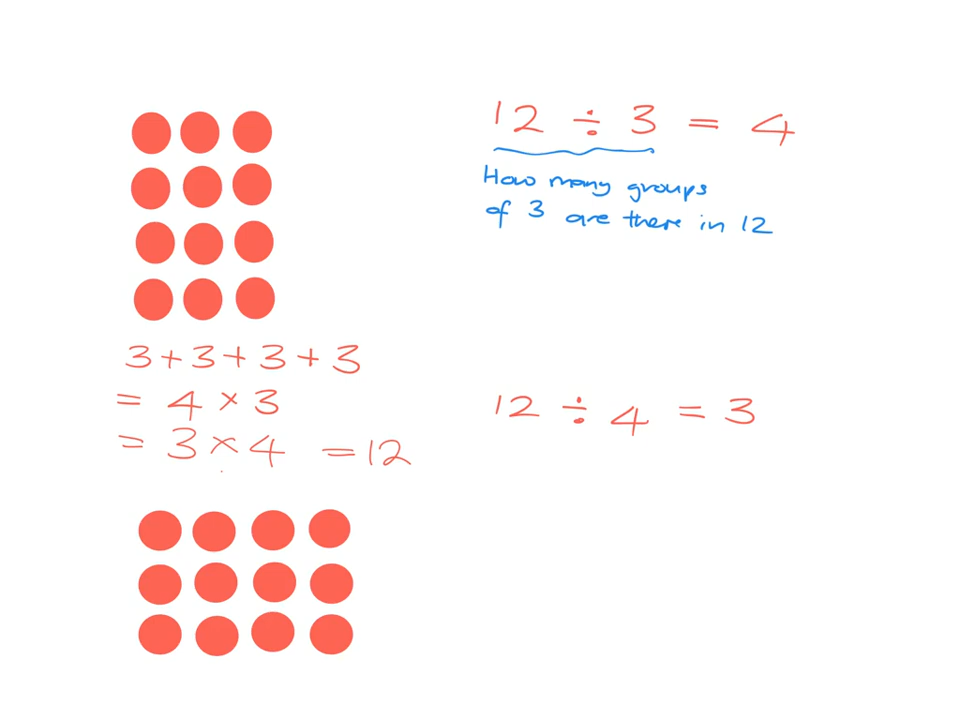 12 ÷ 3 = 4
How many groups
of 3 are there in 12
3 + 3 + 3 + 3
= 4 × 3
= 3 × 4 = 12
12 ÷ 4 = 3